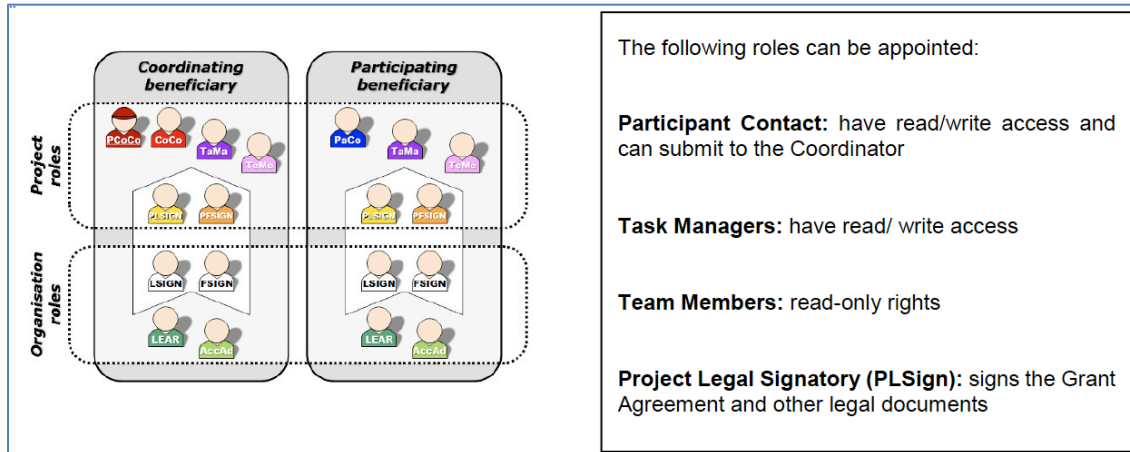 Coordinating
beneficiary
Participating
beneficiary
Project
roles
PCoCo
CoCo
TaMa
TeMe
PaCo
TaMa
TeMe
PLSIGN
PFSIGN
PLSIGN
PFSIGN
Organisation
roles
LSIGN
FSIGN
LSIGN
FSIGN
LEAR
AccAd
LEAR
AccAd
The following roles can be appointed:
Participant Contact: have read/write access and
can submit to the Coordinator
Task Managers: have read/ write access
Team Members: read-only rights
Project Legal Signatory (PLSign): signs the Grant
Agreement and other legal documents